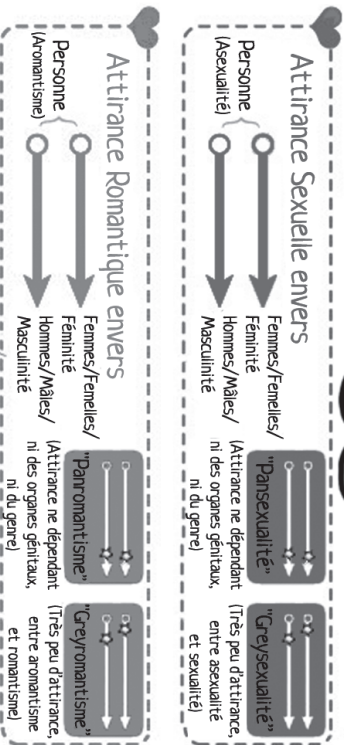 Attirance Sexuelle envers
Personne
(Asexualité)
Femmes/Femelles/
Féminité
Hommes/Mâles/
Masculinité
"Pansexualité"
(Attirance ne dépendant
ni des organes génitaux,
ni du genre)
"Greysexualité"
(Très peu d'attirance,
entre asexualité
et sexualité)
Attirance Romantique envers
Personne
(Aromantisme)
Femmes/Femelles/
Féminité
Hommes/Mâles/
Masculinité
"Panromantisme"
(Attirance ne dépendant
ni des organes génitaux,
ni du genre)
"Greyromantisme"
(Très peu d'attirance,
entre aromantisme
et romantisme)